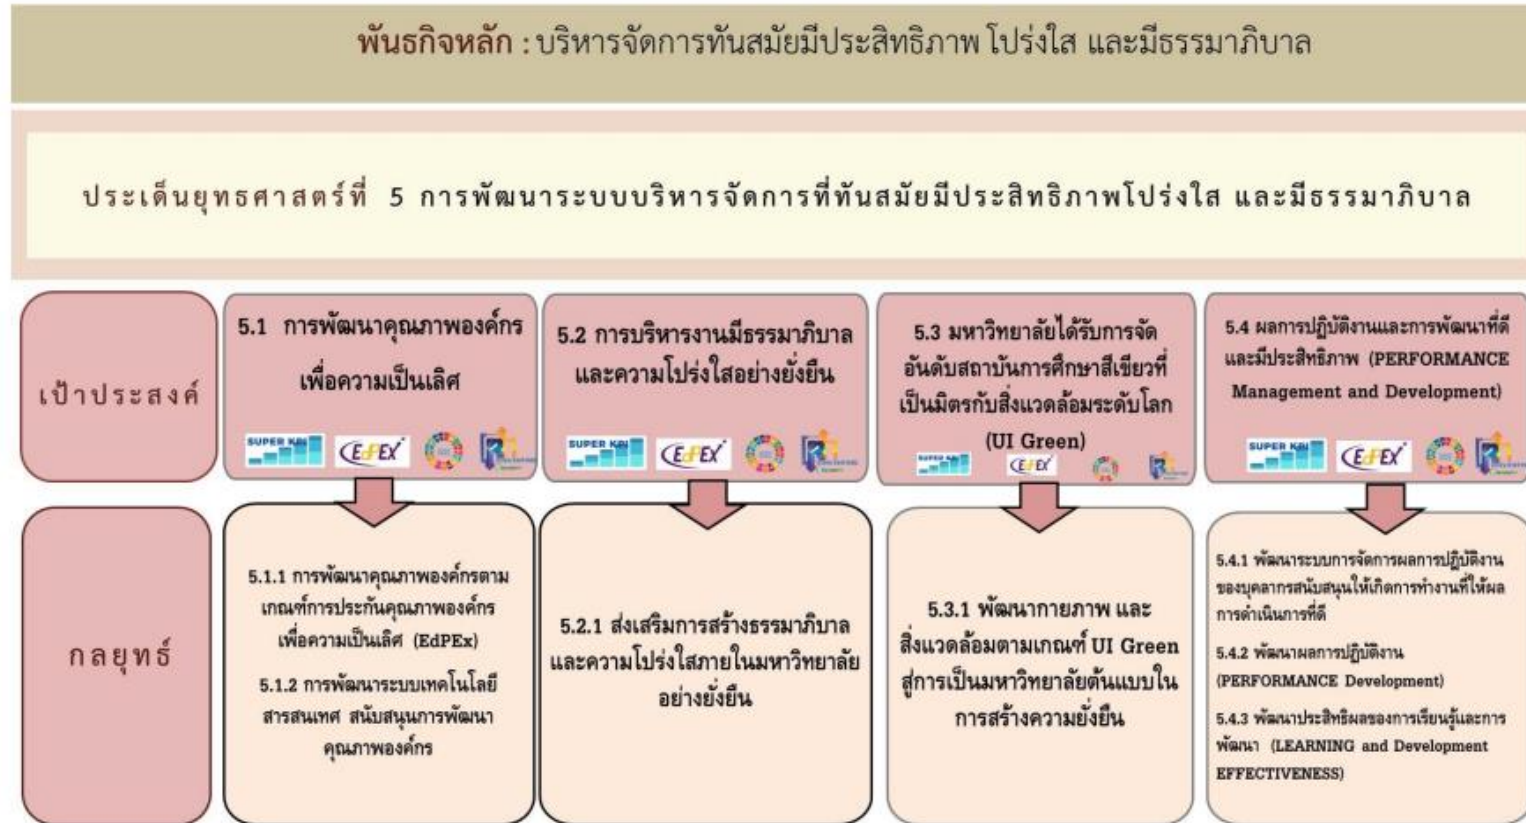 พันธกิจหลัก : บริหารจัดการทันสมัยมีประสิทธิภาพ โปร่งใส และมีธรรมาภิบาล
ประเด็นยุทธศาสตร์ที่ 5 การพัฒนาระบบบริหารจัดการที่ทันสมัยมีประสิทธิภาพโปร่งใส และมีธรรมาภิบาล
เป้าประสงค์
5.1 การพัฒนาคุณภาพองค์กร
เพื่อความเป็นเลิศ
SUPER KPI
EdPEx
5.2 การบริหารงานมีธรรมาภิบาล
และความโปร่งใสอย่างยั่งยืน
SUPER KPI
EdPEx
5.3 มหาวิทยาลัยได้รับการจัด
อันดับสถาบันการศึกษาสีเขียวที่
เป็นมิตรกับสิ่งแวดล้อมระดับโลก
(UI Green)
SUPER KPI
EdPEx
5.4 ผลการปฏิบัติงานและการพัฒนาที่ดี
และมีประสิทธิภาพ (PERFORMANCE
Management and Development)
SUPER KPI
EdPEx
กลยุทธ์
5.1.1 การพัฒนาคุณภาพองค์กรตาม
เกณฑ์การประกันคุณภาพองค์กร
เพื่อความเป็นเลิศ (EdPEx)
5.1.2 การพัฒนาระบบเทคโนโลยี
สารสนเทศ สนับสนุนการพัฒนา
คุณภาพองค์กร
5.2.1 ส่งเสริมการสร้างธรรมาภิบาล
และความโปร่งใสภายในมหาวิทยาลัย
อย่างยั่งยืน
5.3.1 พัฒนากายภาพ และ
สิ่งแวดล้อมตามเกณฑ์ UI Green
สู่การเป็นมหาวิทยาลัยต้นแบบใน
การสร้างความยั่งยืน
5.4.1 พัฒนาระบบการจัดการผลการปฏิบัติงาน
ของบุคลากรสนับสนุนให้เกิดการทำงานที่ให้ผล
การดำเนินการที่ดี
5.4.2 พัฒนาผลการปฏิบัติงาน
(PERFORMANCE Development)
5.4.3 พัฒนาประสิทธิผลของการเรียนรู้และการ
พัฒนา (LEARNING and Development
EFFECTIVENESS)